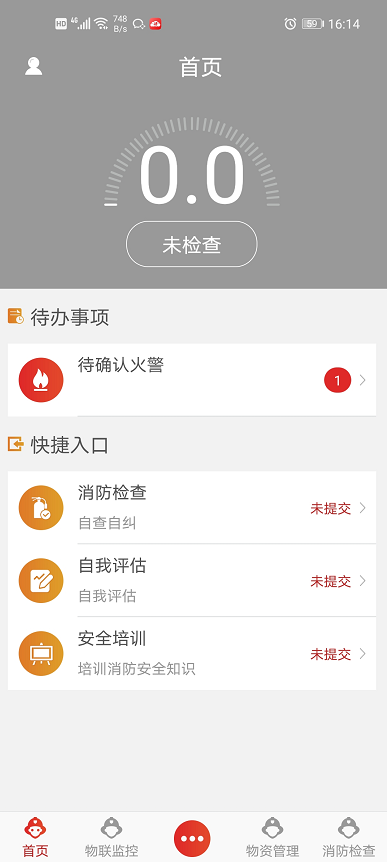 HD 4G 748 B/s 59 16:14
首页
0.0
未检查
待办事项
待确认火警
1
快捷入口
消防检查
自查自纠
未提交
自我评估
自我评估
未提交
安全培训
培训消防安全知识
未提交
首页 物联监控 物资管理 消防检查